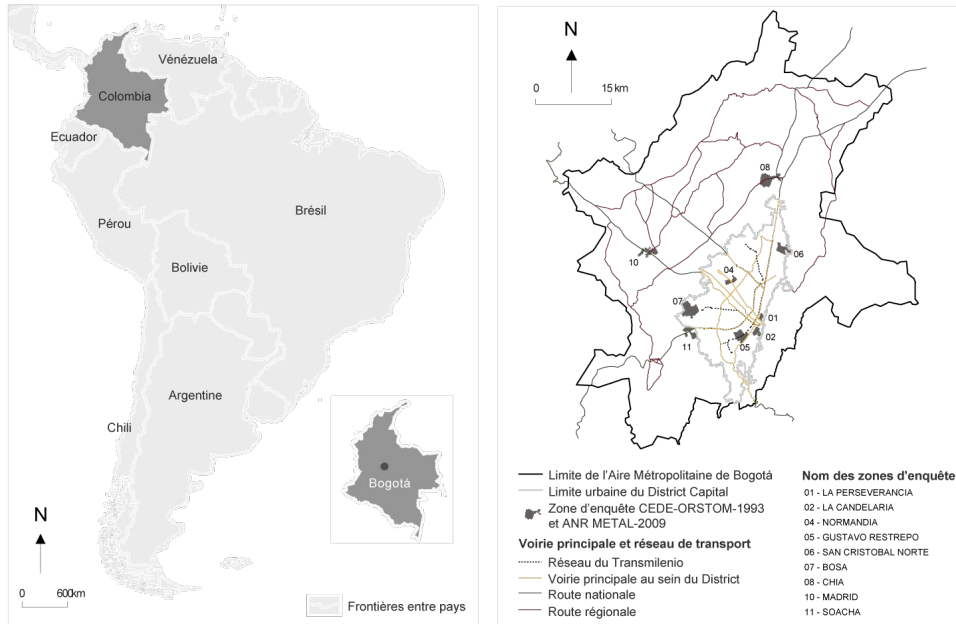 Vénézuela
Colombia
Ecuador
Pérou
Brésil
Bolivie
Argentine
Chili
Bogotá
N
0 600km
Frontières entre pays
N
0 15 km
08
06
10
04
07
01
02
11
05
Limite de l'Aire Métropolitaine de Bogotá
Limite urbaine du District Capital
Zone d'enquête CEDE-ORSTOM-1993
et ANR METAL-2009
Voirie principale et réseau de transport
Réseau du Transmilenio
Voirie principale au sein du District
Route nationale
Route régionale
Nom des zones d'enquête
01 - LA PERSEVERANCIA
02 - LA CANDELARIA
04 - NORMANDIA
05 - GUSTAVO RESTREPO
06 - SAN CRISTOBAL NORTE
07 - BOSA
08 - CHIA
10 - MADRID
11 - SOACHA